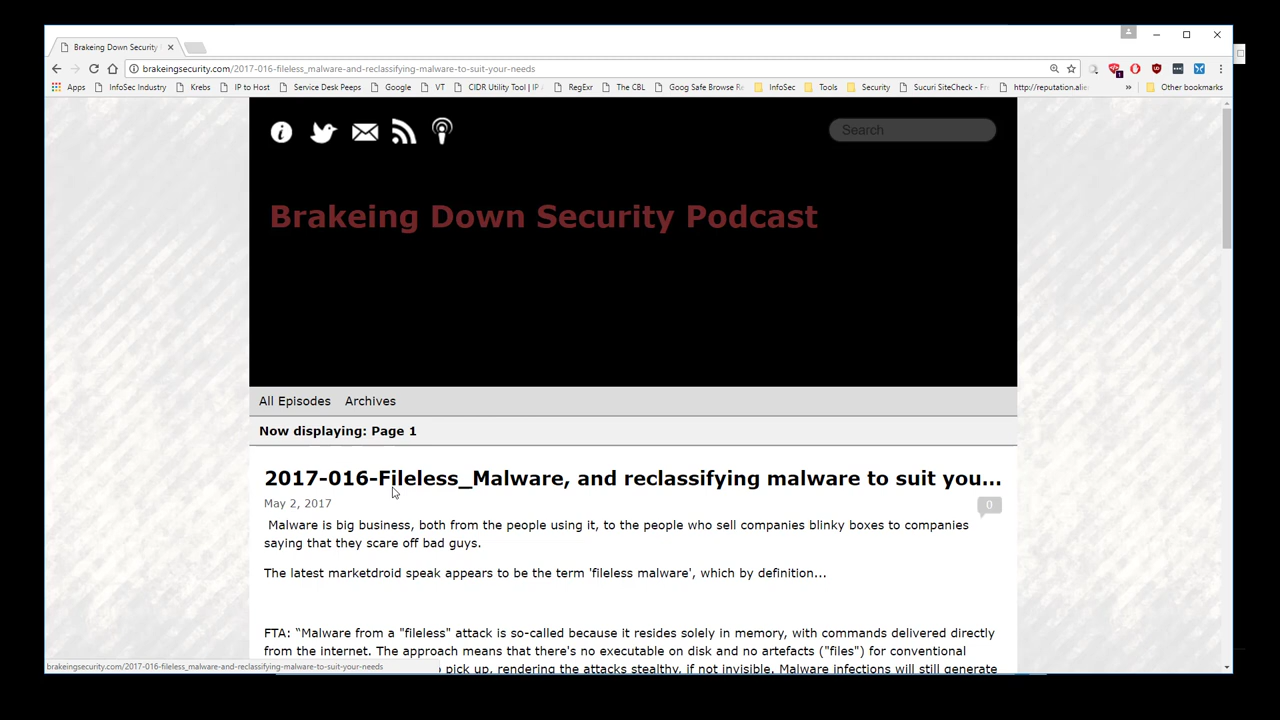 Brakeing Down Security
brakeingsecurity.com/2017-016-fileless_malware-and-reclassifying-malware-to-suit-your-needs
Apps InfoSec Industry Krebs IP to Host Service Desk Peeps Google VT CIDR Utility Tool | IP RegExr The CBL Goog Safe Browse R InfoSec Tools Security Sucuri SiteCheck - Fr http://reputation.alie » Other bookmarks
Search
Brakeing Down Security Podcast
All Episodes Archives
Now displaying: Page 1
2017-016-Fileless_Malware, and reclassifying malware to suit you...
May 2, 2017
0
Malware is big business, both from the people using it, to the people who sell companies blinky boxes to companies
saying that they scare off bad guys.
The latest marketdroid speak appears to be the term 'fileless malware', which by definition...
FTA: “Malware from a "fileless" attack is so-called because it resides solely in memory, with commands delivered directly
from the internet. The approach means that there's no executable on disk and no artefacts ("files") for conventional
pick up, rendering the attacks stealthy, if not invisible. Malware infections will still generate
brakeingsecurity.com/2017-016-fileless_malware-and-reclassifying-malware-to-suit-your-needs